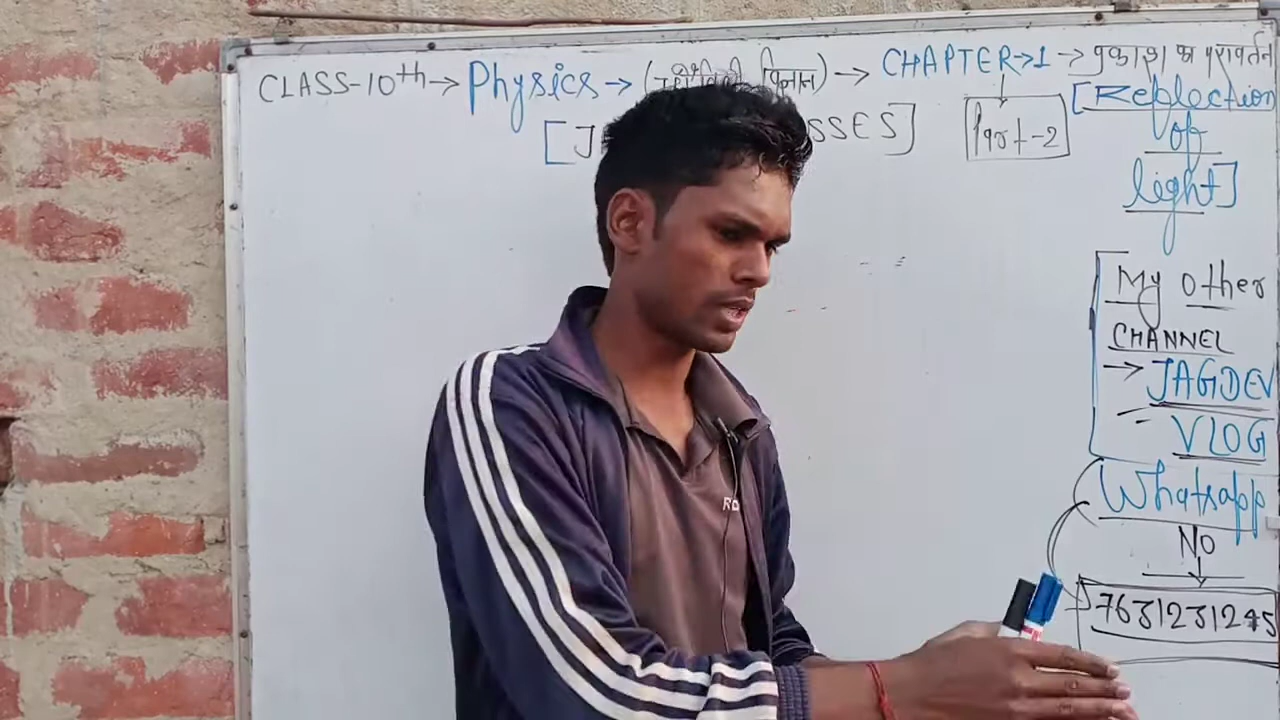 CLASS-10th→ Physics→ विज्ञान) → CHAPTER→1 → प्रकाश का परावर्तन
[J SSES] Part-2 [Reflection
of
light]
My other
CHANNEL
→ JAGDEV
VLOG
Whatsapp
No
7631231245